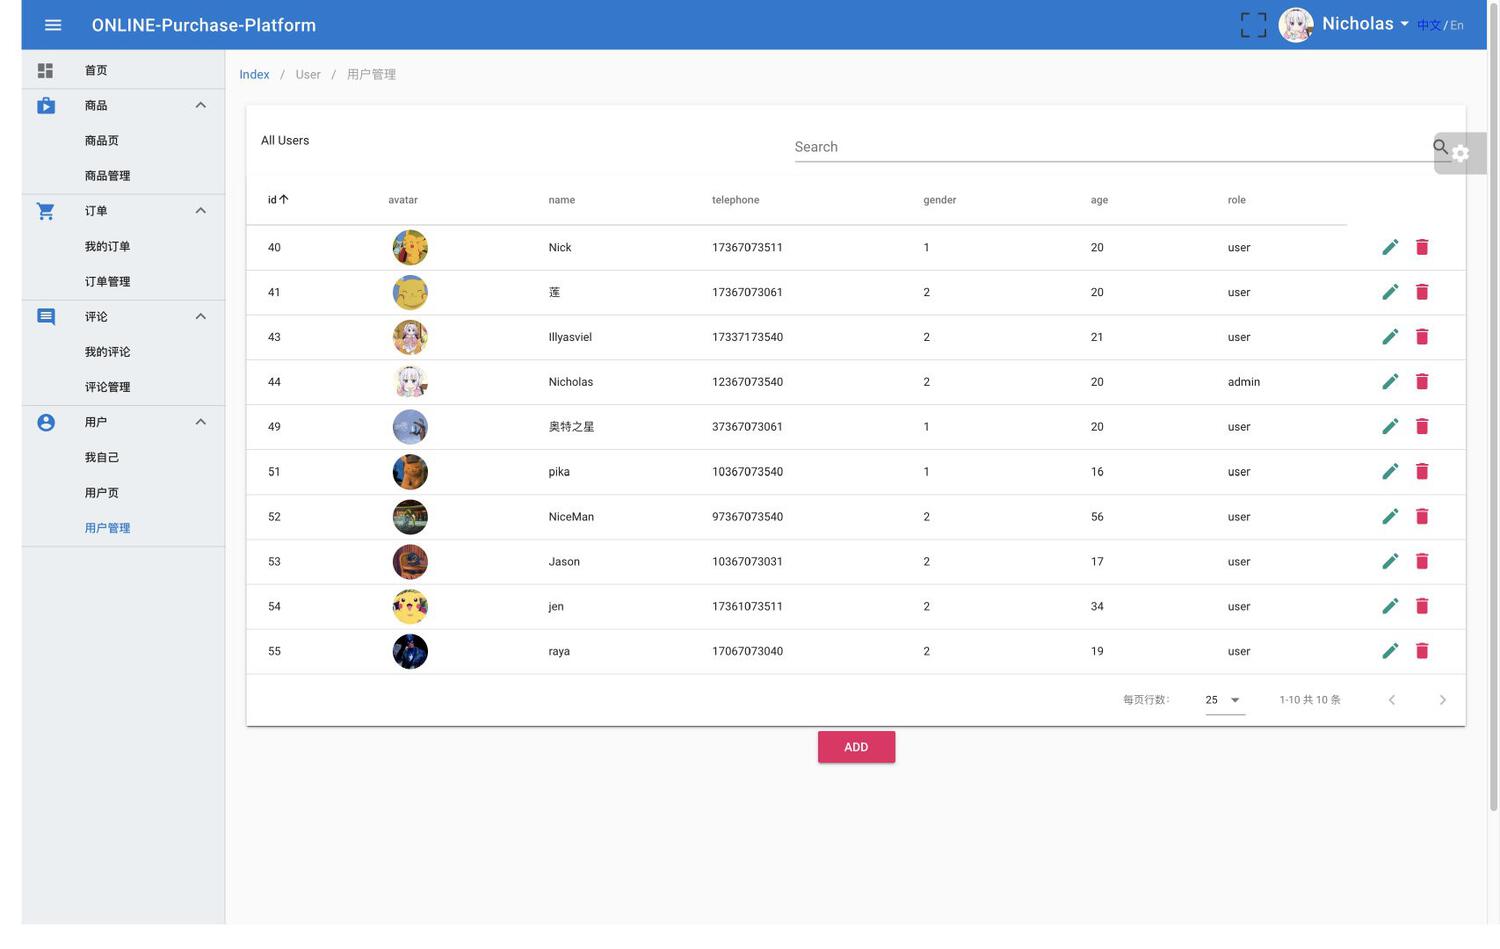 ONLINE-Purchase-Platform
Nicholas
中文 / En
首页
商品
商品页
商品管理
订单
我的订单
订单管理
评论
我的评论
评论管理
用户
我自己
用户页
用户管理
Index / User / 用户管理
All Users
Search
id avatar name telephone gender age role
40 Nick 17367073511 1 20 user
41 莲 17367073061 2 20 user
43 Illyasviel 17337173540 2 21 user
44 Nicholas 12367073540 2 20 admin
49 奥特之星 37367073061 1 20 user
51 pika 10367073540 1 16 user
52 NiceMan 97367073540 2 56 user
53 Jason 10367073031 2 17 user
54 jen 17361073511 2 34 user
55 raya 17067073040 2 19 user
每页行数： 25 1-10 共 10 条
ADD